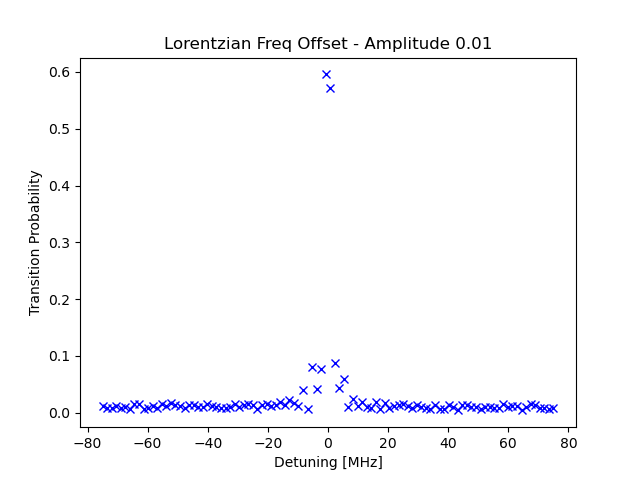 Lorentzian Freq Offset - Amplitude 0.01
Transition Probability
0.6
0.5
0.4
0.3
0.2
0.1
0.0
−80 −60 −40 −20 0 20 40 60 80
Detuning [MHz]